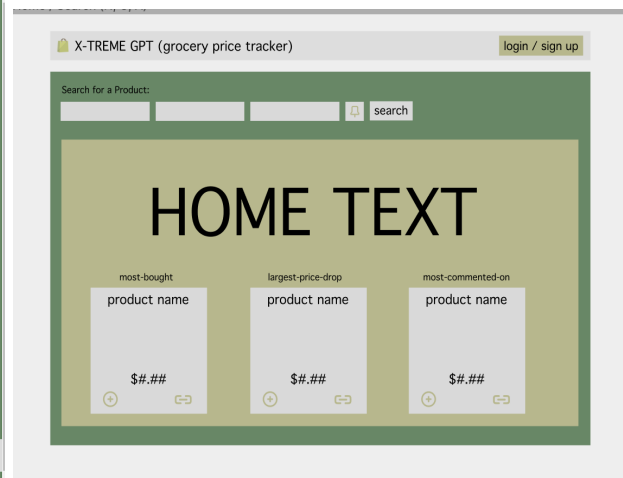 X-TREME GPT (grocery price tracker)
login / sign up
Search for a Product:
search
HOME TEXT
most-bought
largest-price-drop
most-commented-on
product name
product name
product name
$#.##
$#.##
$#.##